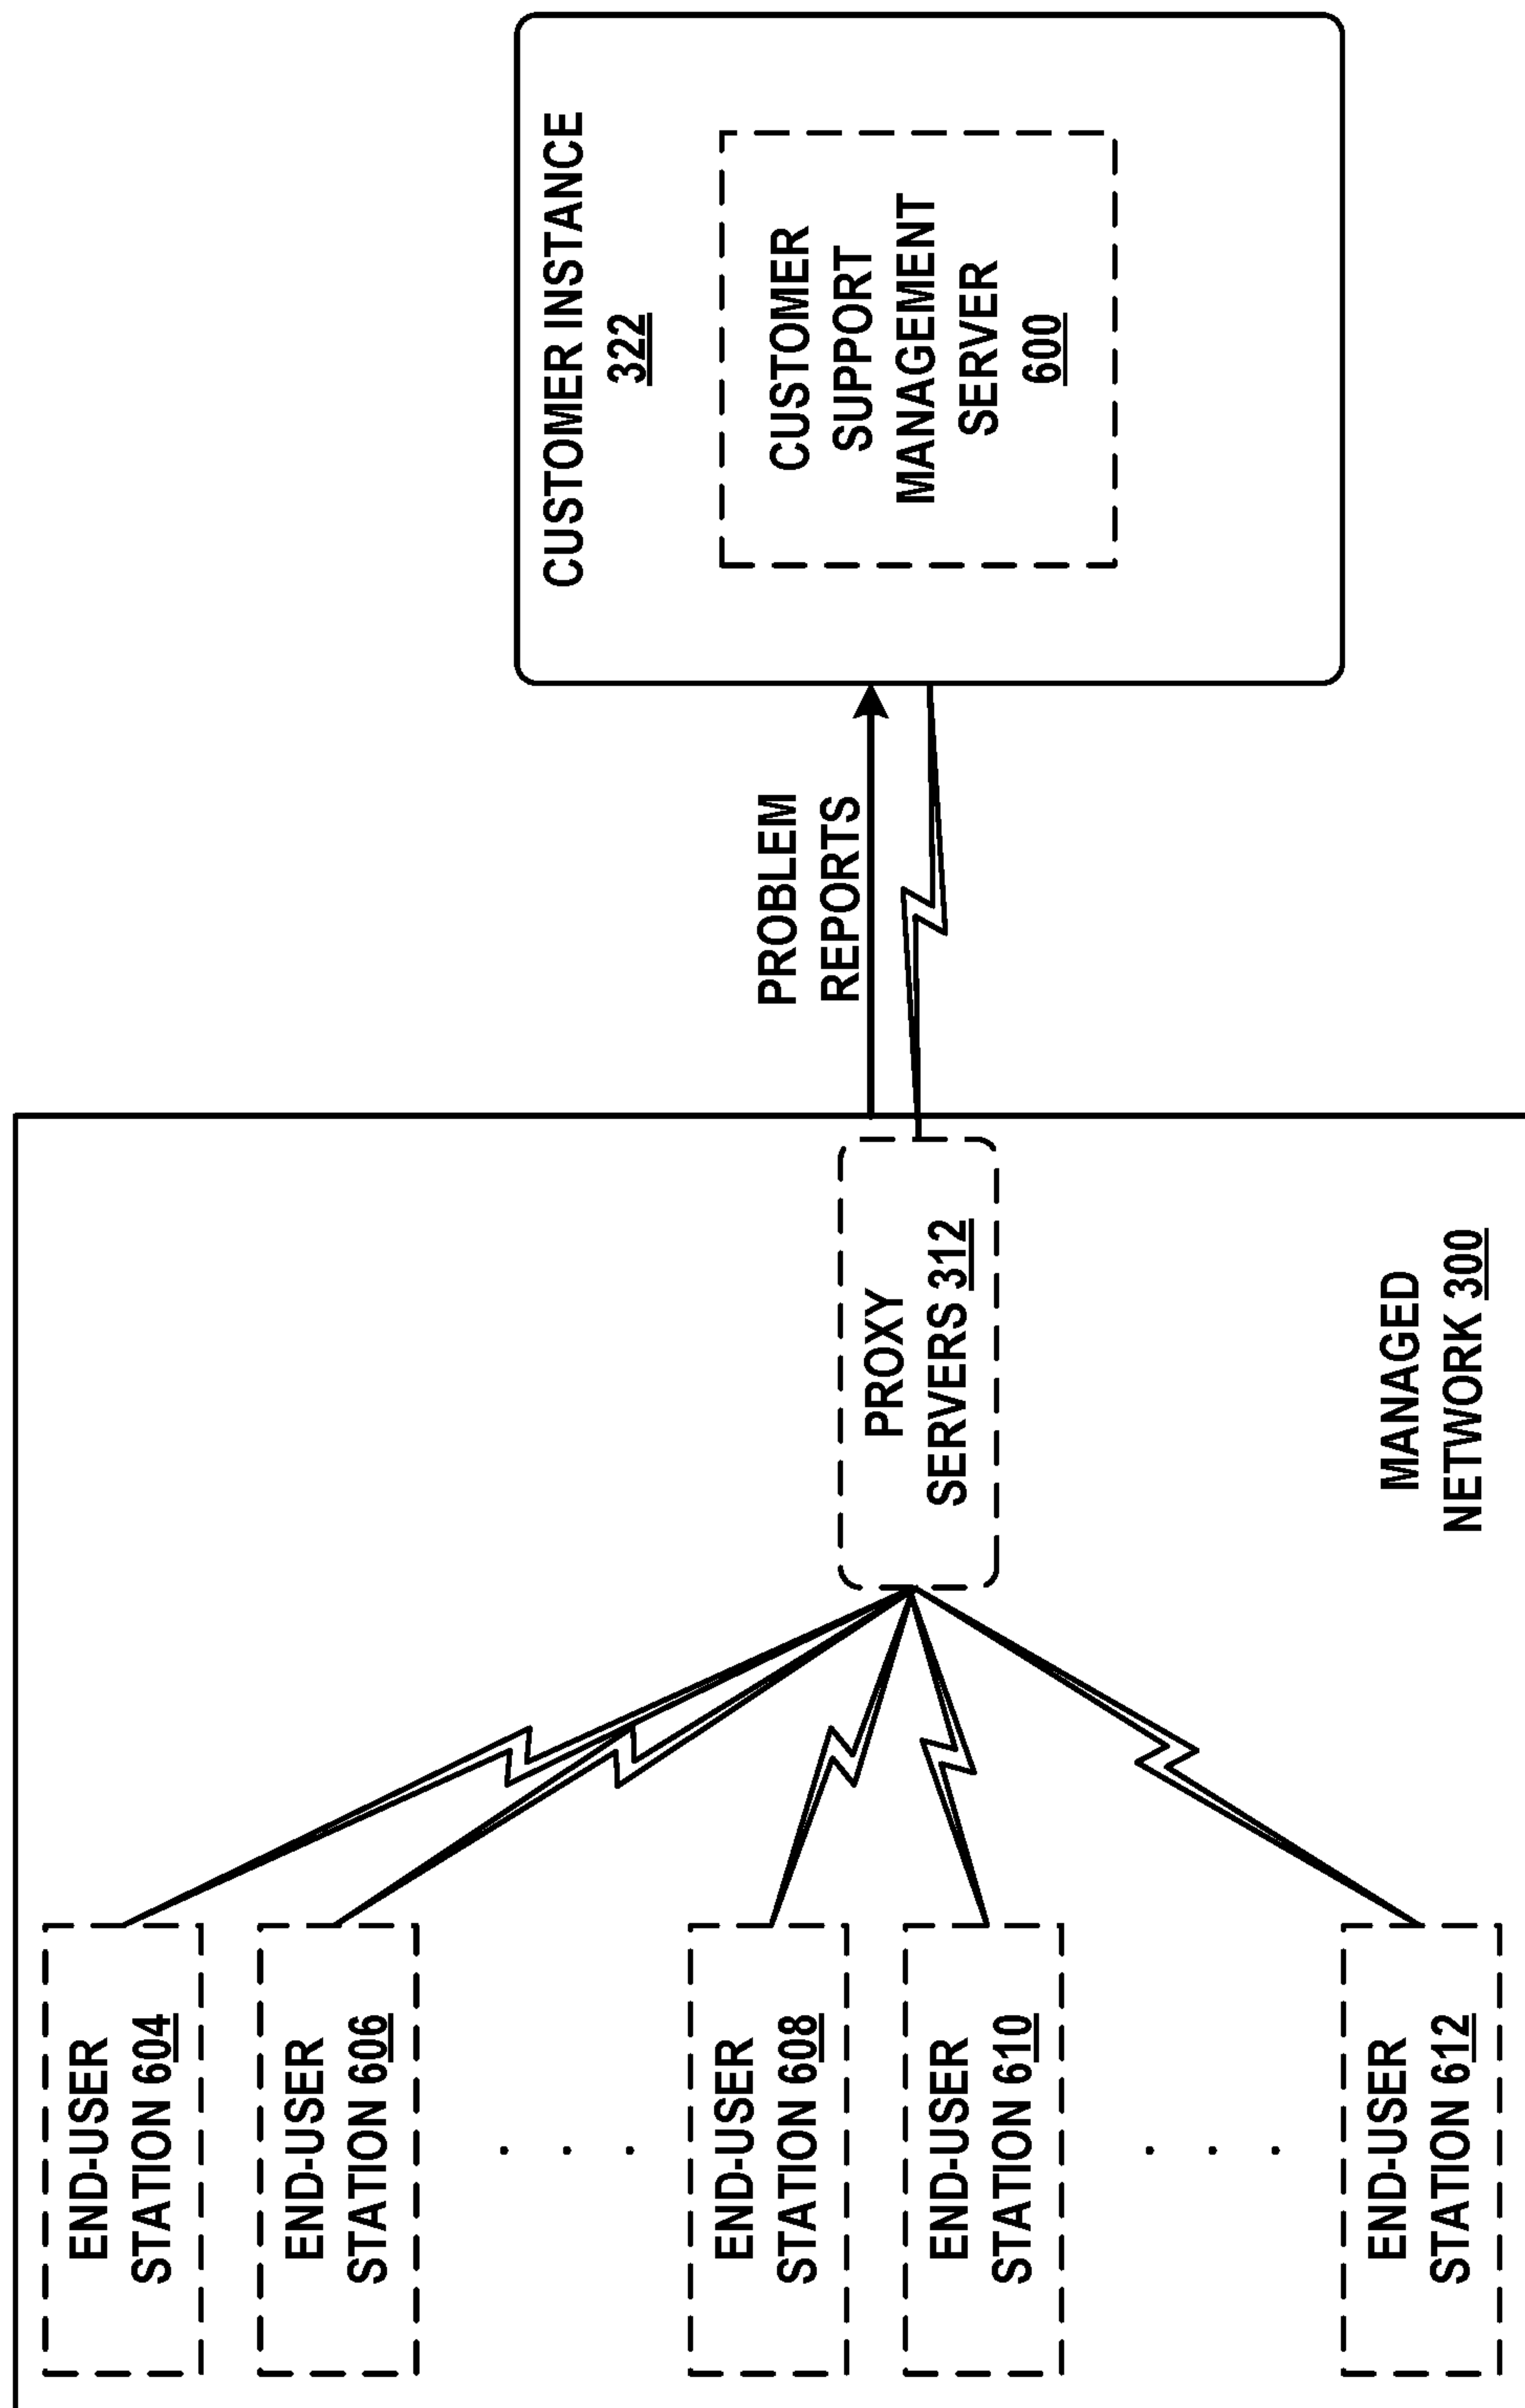 END-USER
STATION 604
END-USER
STATION 606
. . .
END-USER
STATION 608
END-USER
STATION 610
. . .
END-USER
STATION 612
PROXY
SERVERS 312
MANAGED
NETWORK 300
PROBLEM
REPORTS
CUSTOMER INSTANCE
322
CUSTOMER
SUPPORT
MANAGEMENT
SERVER
600